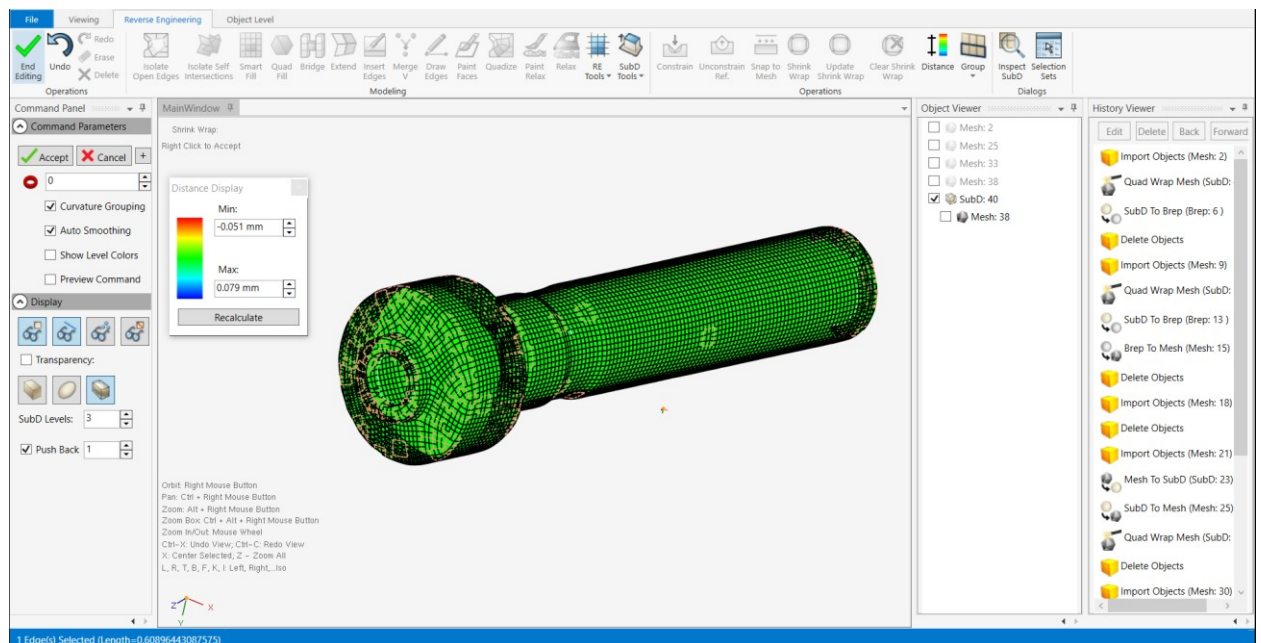 File Viewing Reverse Engineering Object Level
End Editing
Undo
Redo
Erase
Delete
Isolate Open Edges
Isolate Self Intersections
Smart Fill
Quad Fill
Bridge
Extend
Insert Edges
Merge V
Draw Edges
Paint Faces
Quadize
Paint Relax
Relax
RE Tools
SubD Tools
Constrain
Unconstrain Ref.
Snap to Mesh
Shrink Wrap
Update Shrink Wrap
Clear Shrink Wrap
Distance
Group
Inspect SubD
Selection Sets
Operations
Modeling
Operations
Dialogs
Command Panel
Command Parameters
Accept Cancel +
0
Curvature Grouping
Auto Smoothing
Show Level Colors
Preview Command
Display
Transparency:
SubD Levels: 3
Push Back 1
MainWindow
Shrink Wrap:
Right Click to Accept
Distance Display
Min:
-0.051 mm
Max:
0.079 mm
Recalculate
Orbit: Right Mouse Button
Pan: Ctrl + Right Mouse Button
Zoom: Alt + Right Mouse Button
Zoom Box: Ctrl + Alt + Right Mouse Button
Zoom In/Out: Mouse Wheel
Ctrl-X: Undo View; Ctrl-C: Redo View
X: Center Selected; Z - Zoom All
L, R, T, B, F, K, I: Left, Right,...Iso
Z X
Y
Object Viewer
Mesh: 2
Mesh: 25
Mesh: 33
Mesh: 38
SubD: 40
Mesh: 38
History Viewer
Edit Delete Back Forward
Import Objects (Mesh: 2)
Quad Wrap Mesh (SubD:
SubD To Brep (Brep: 6 )
Delete Objects
Import Objects (Mesh: 9)
Quad Wrap Mesh (SubD:
SubD To Brep (Brep: 13 )
Brep To Mesh (Mesh: 15)
Delete Objects
Import Objects (Mesh: 18)
Delete Objects
Import Objects (Mesh: 21)
Mesh To SubD (SubD: 23)
SubD To Mesh (Mesh: 25)
Quad Wrap Mesh (SubD:
Delete Objects
Import Objects (Mesh: 30)
1 Edge(s) Selected (Length=0.60896443087575)